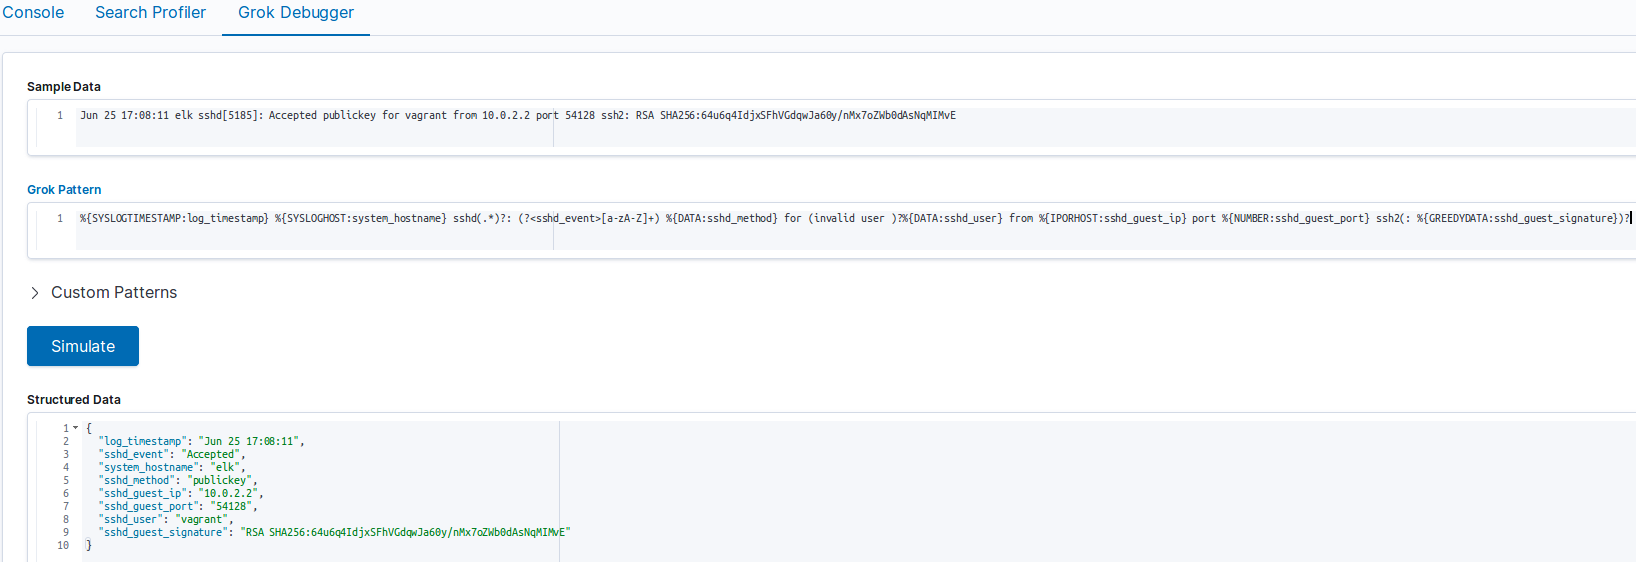 Console Search Profiler Grok Debugger
Sample Data
1 Jun 25 17:08:11 elk sshd[5185]: Accepted publickey for vagrant from 10.0.2.2 port 54128 ssh2: RSA SHA256:64u6q4IdjxSFhVGdqwJa60y/nMx7oZWb0dAsNqMIMvE
Grok Pattern
1 %{SYSLOGTIMESTAMP:log_timestamp} %{SYSLOGHOST:system_hostname} sshd(.*)?: (?<sshd_event>[a-zA-Z]+) %{DATA:sshd_method} for (invalid user )?%{DATA:sshd_user} from %{IPORHOST:sshd_guest_ip} port %{NUMBER:sshd_guest_port} ssh2(: %{GREEDYDATA:sshd_guest_signature})?
Custom Patterns
Simulate
Structured Data
1 {
2 "log_timestamp": "Jun 25 17:08:11",
3 "sshd_event": "Accepted",
4 "system_hostname": "elk",
5 "sshd_method": "publickey",
6 "sshd_guest_ip": "10.0.2.2",
7 "sshd_guest_port": "54128",
8 "sshd_user": "vagrant",
9 "sshd_guest_signature": "RSA SHA256:64u6q4IdjxSFhVGdqwJa60y/nMx7oZWb0dAsNqMIMvE"
10 }